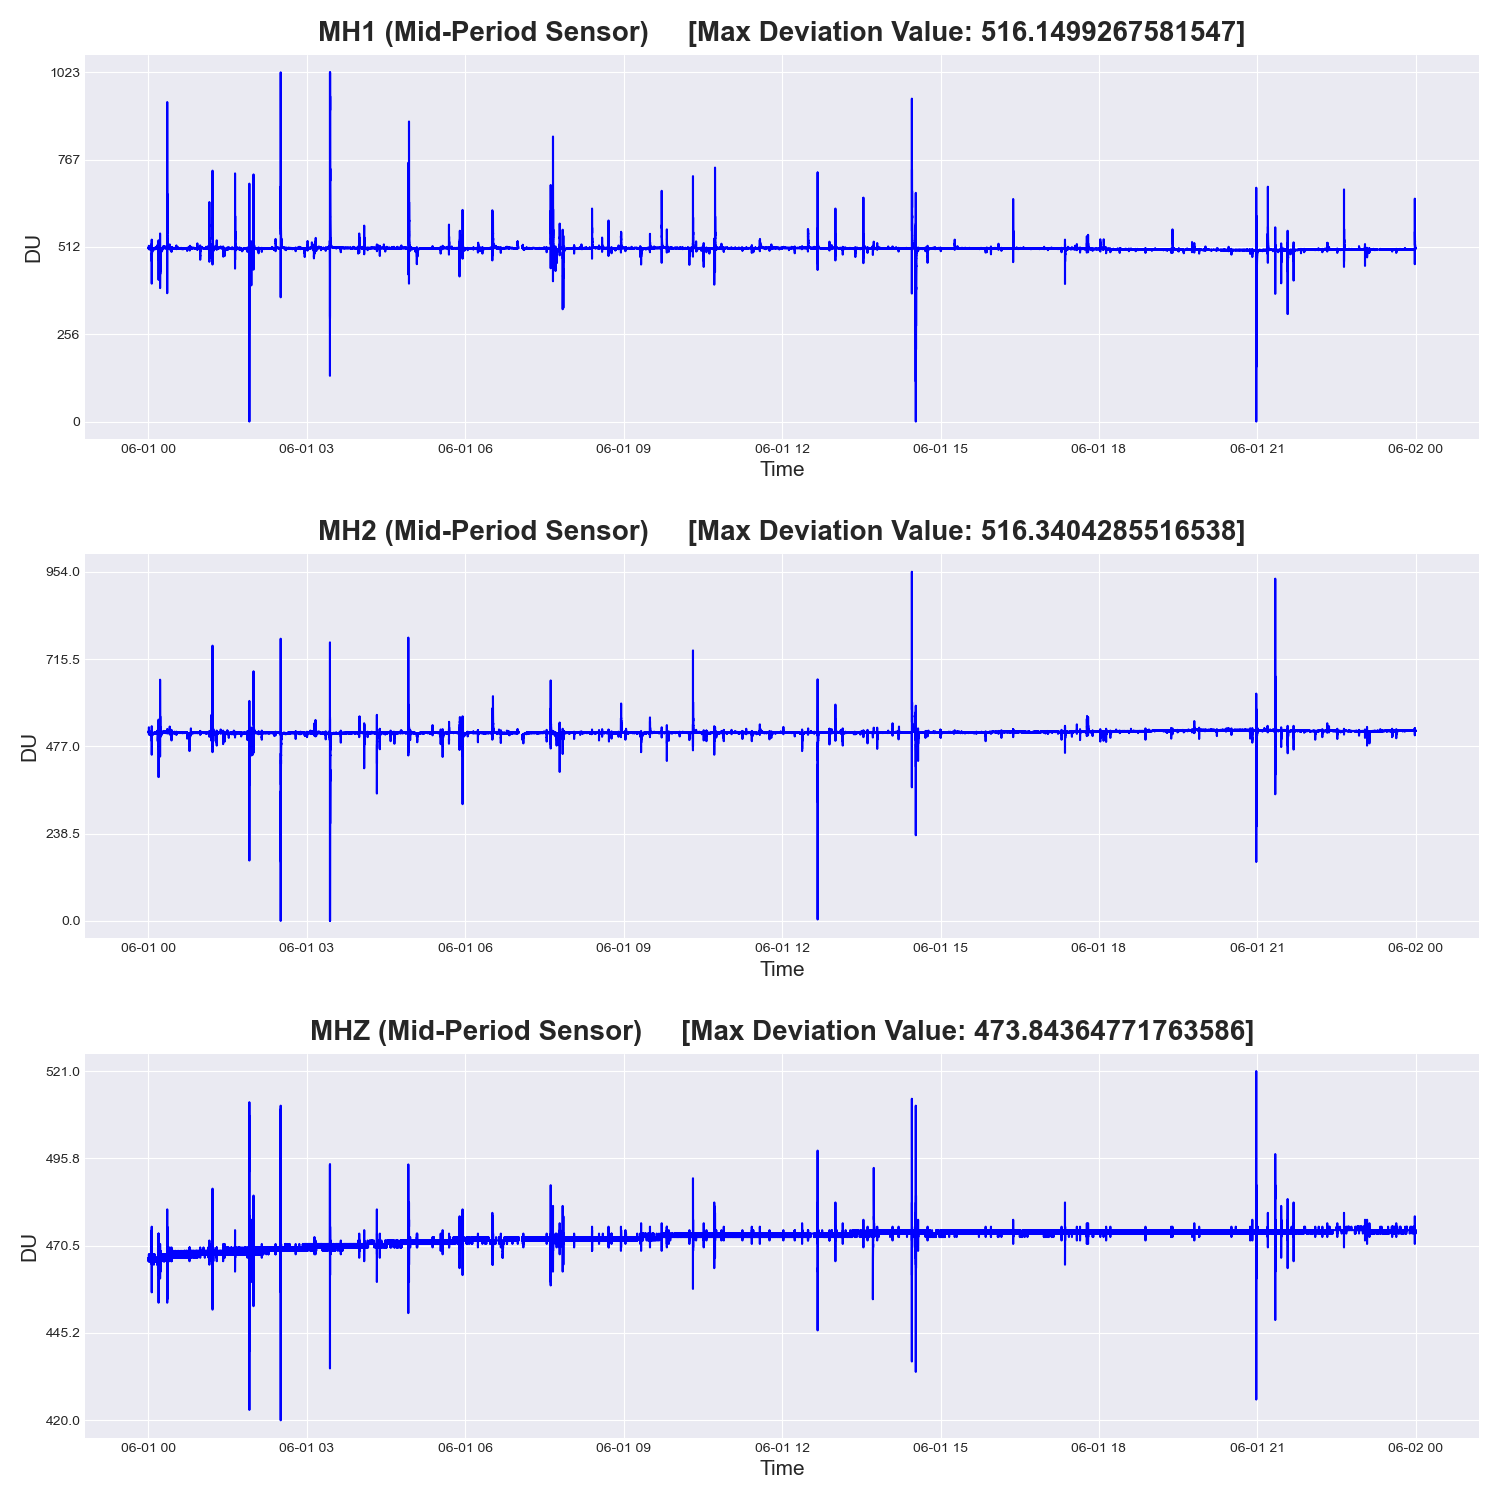 MH1 (Mid-Period Sensor)     [Max Deviation Value: 516.1499267581547]
1023
767
512
256
0
DU
06-01 00 06-01 03 06-01 06 06-01 09 06-01 12 06-01 15 06-01 18 06-01 21 06-02 00
Time
MH2 (Mid-Period Sensor)     [Max Deviation Value: 516.3404285516538]
954.0
715.5
477.0
238.5
0.0
DU
06-01 00 06-01 03 06-01 06 06-01 09 06-01 12 06-01 15 06-01 18 06-01 21 06-02 00
Time
MHZ (Mid-Period Sensor)     [Max Deviation Value: 473.84364771763586]
521.0
495.8
470.5
445.2
420.0
DU
06-01 00 06-01 03 06-01 06 06-01 09 06-01 12 06-01 15 06-01 18 06-01 21 06-02 00
Time